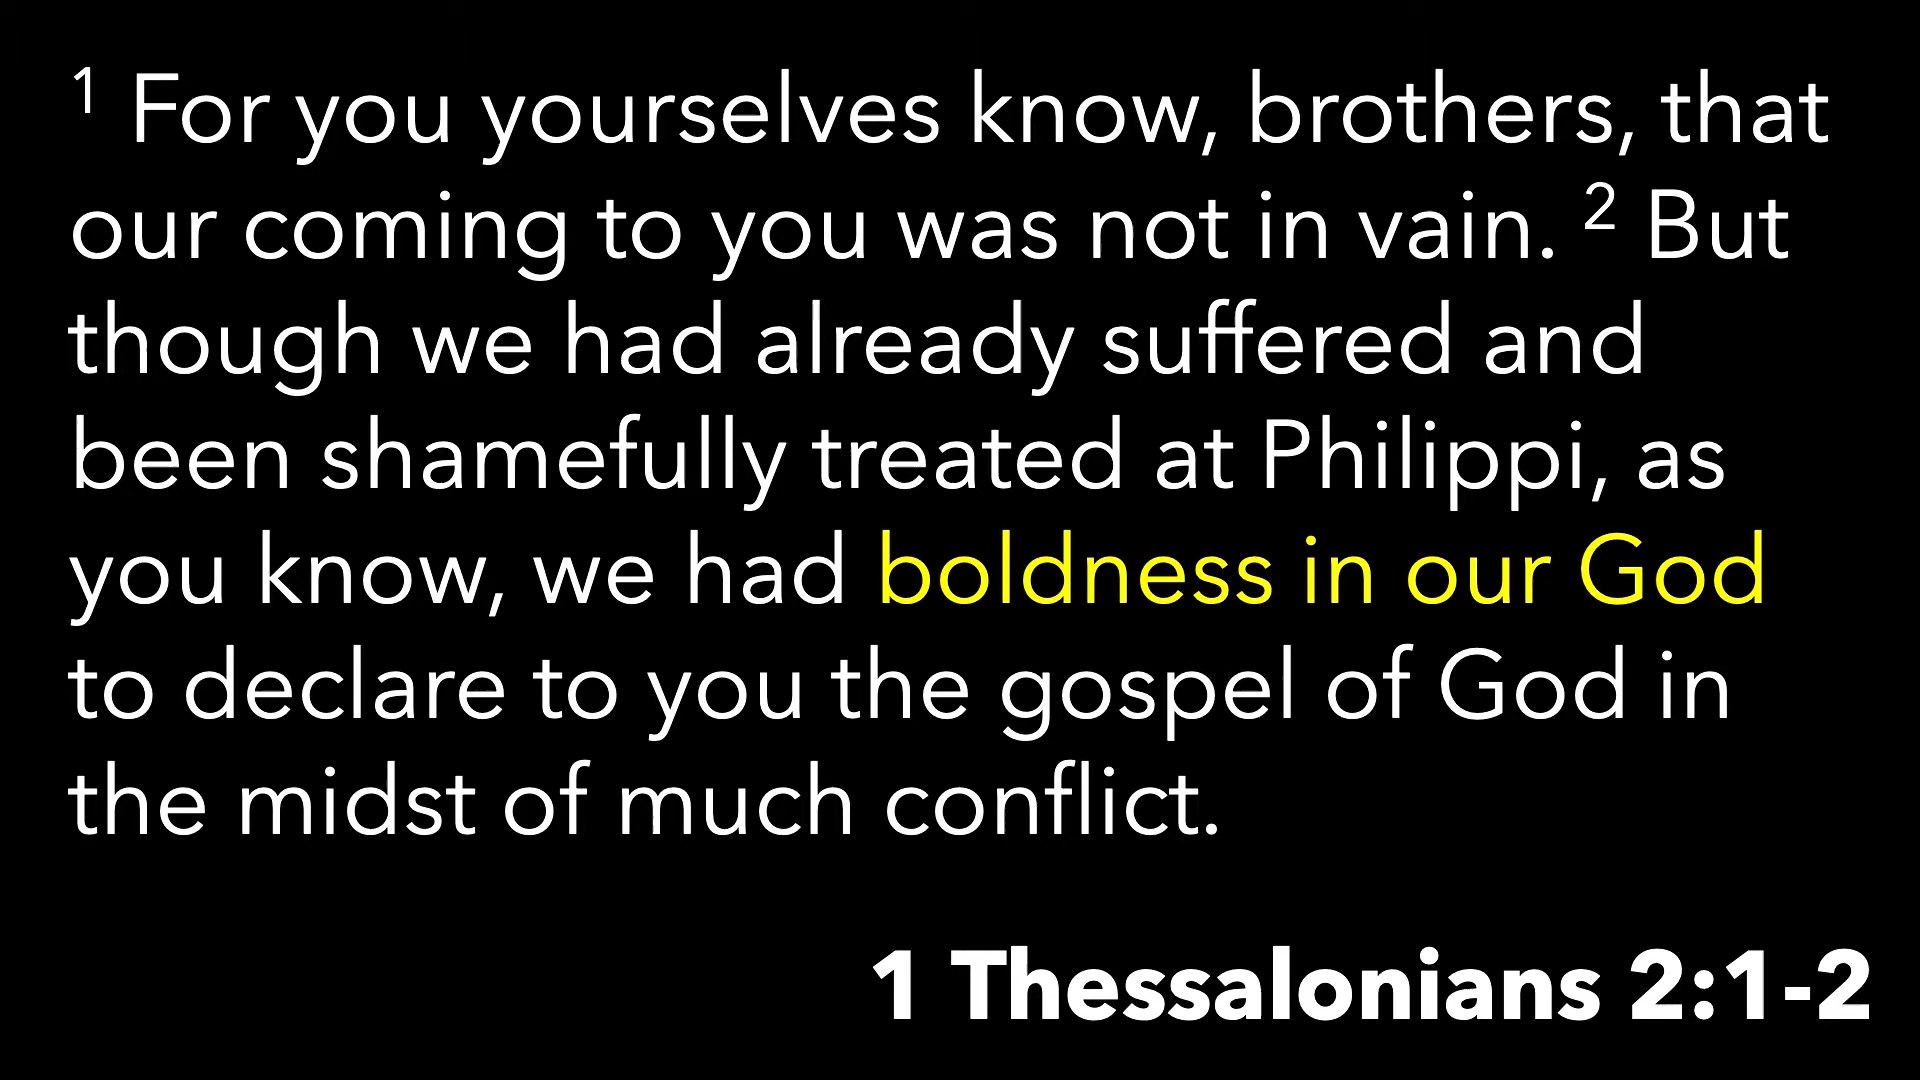 ¹ For you yourselves know, brothers, that
our coming to you was not in vain. ² But
though we had already suffered and
been shamefully treated at Philippi, as
you know, we had boldness in our God
to declare to you the gospel of God in
the midst of much conflict.
1 Thessalonians 2:1-2